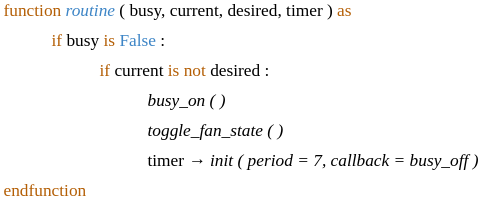 function routine ( busy, current, desired, timer ) as
if busy is False :
if current is not desired :
busy_on ( )
toggle_fan_state ( )
timer → init ( period = 7, callback = busy_off )
endfunction